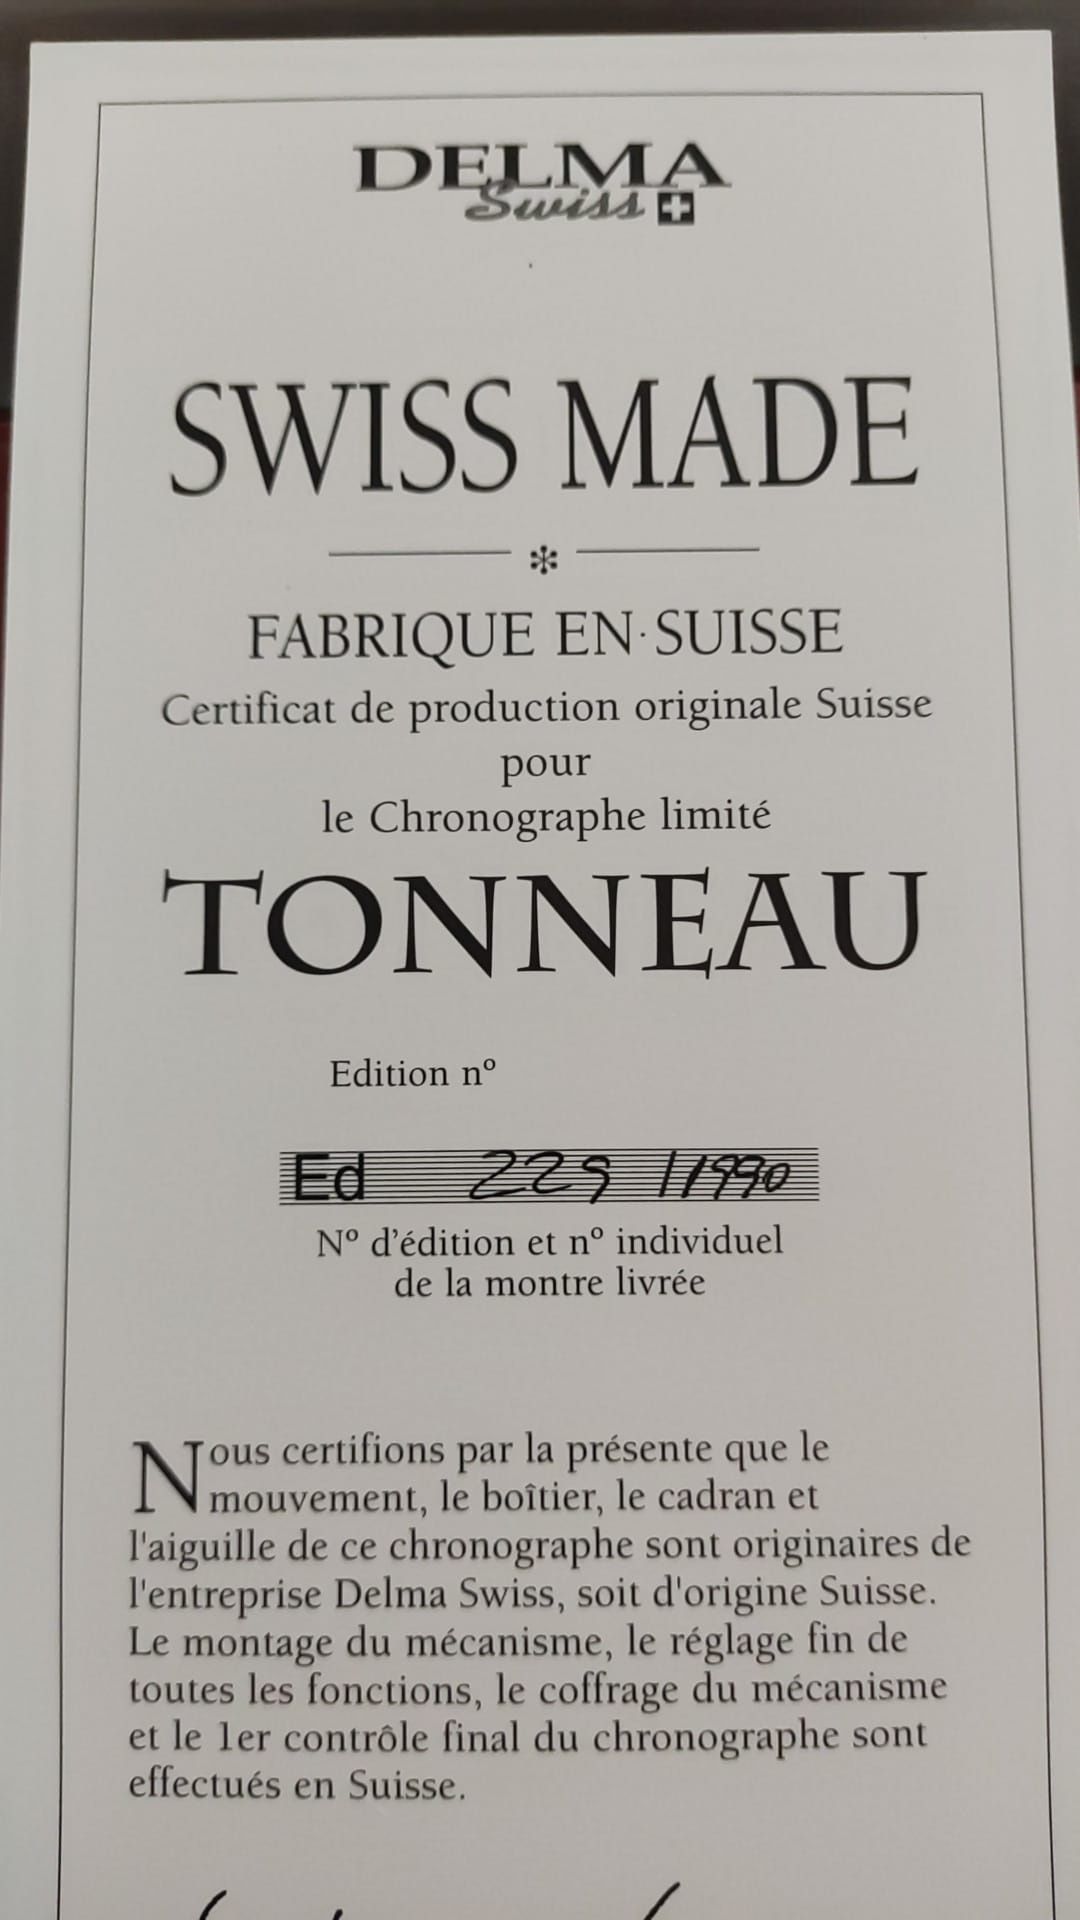 DELMA
Swiss
SWISS MADE
FABRIQUE EN·SUISSE
Certificat de production originale Suisse
pour
le Chronographe limité
TONNEAU
Edition nº
Ed 229 1/1990
Nº d'édition et nº individuel
de la montre livrée
Nous certifions par la présente que le
mouvement, le boîtier, le cadran et
l'aiguille de ce chronographe sont originaires de
l'entreprise Delma Swiss, soit d'origine Suisse.
Le montage du mécanisme, le réglage fin de
toutes les fonctions, le coffrage du mécanisme
et le 1er contrôle final du chronographe sont
effectués en Suisse.